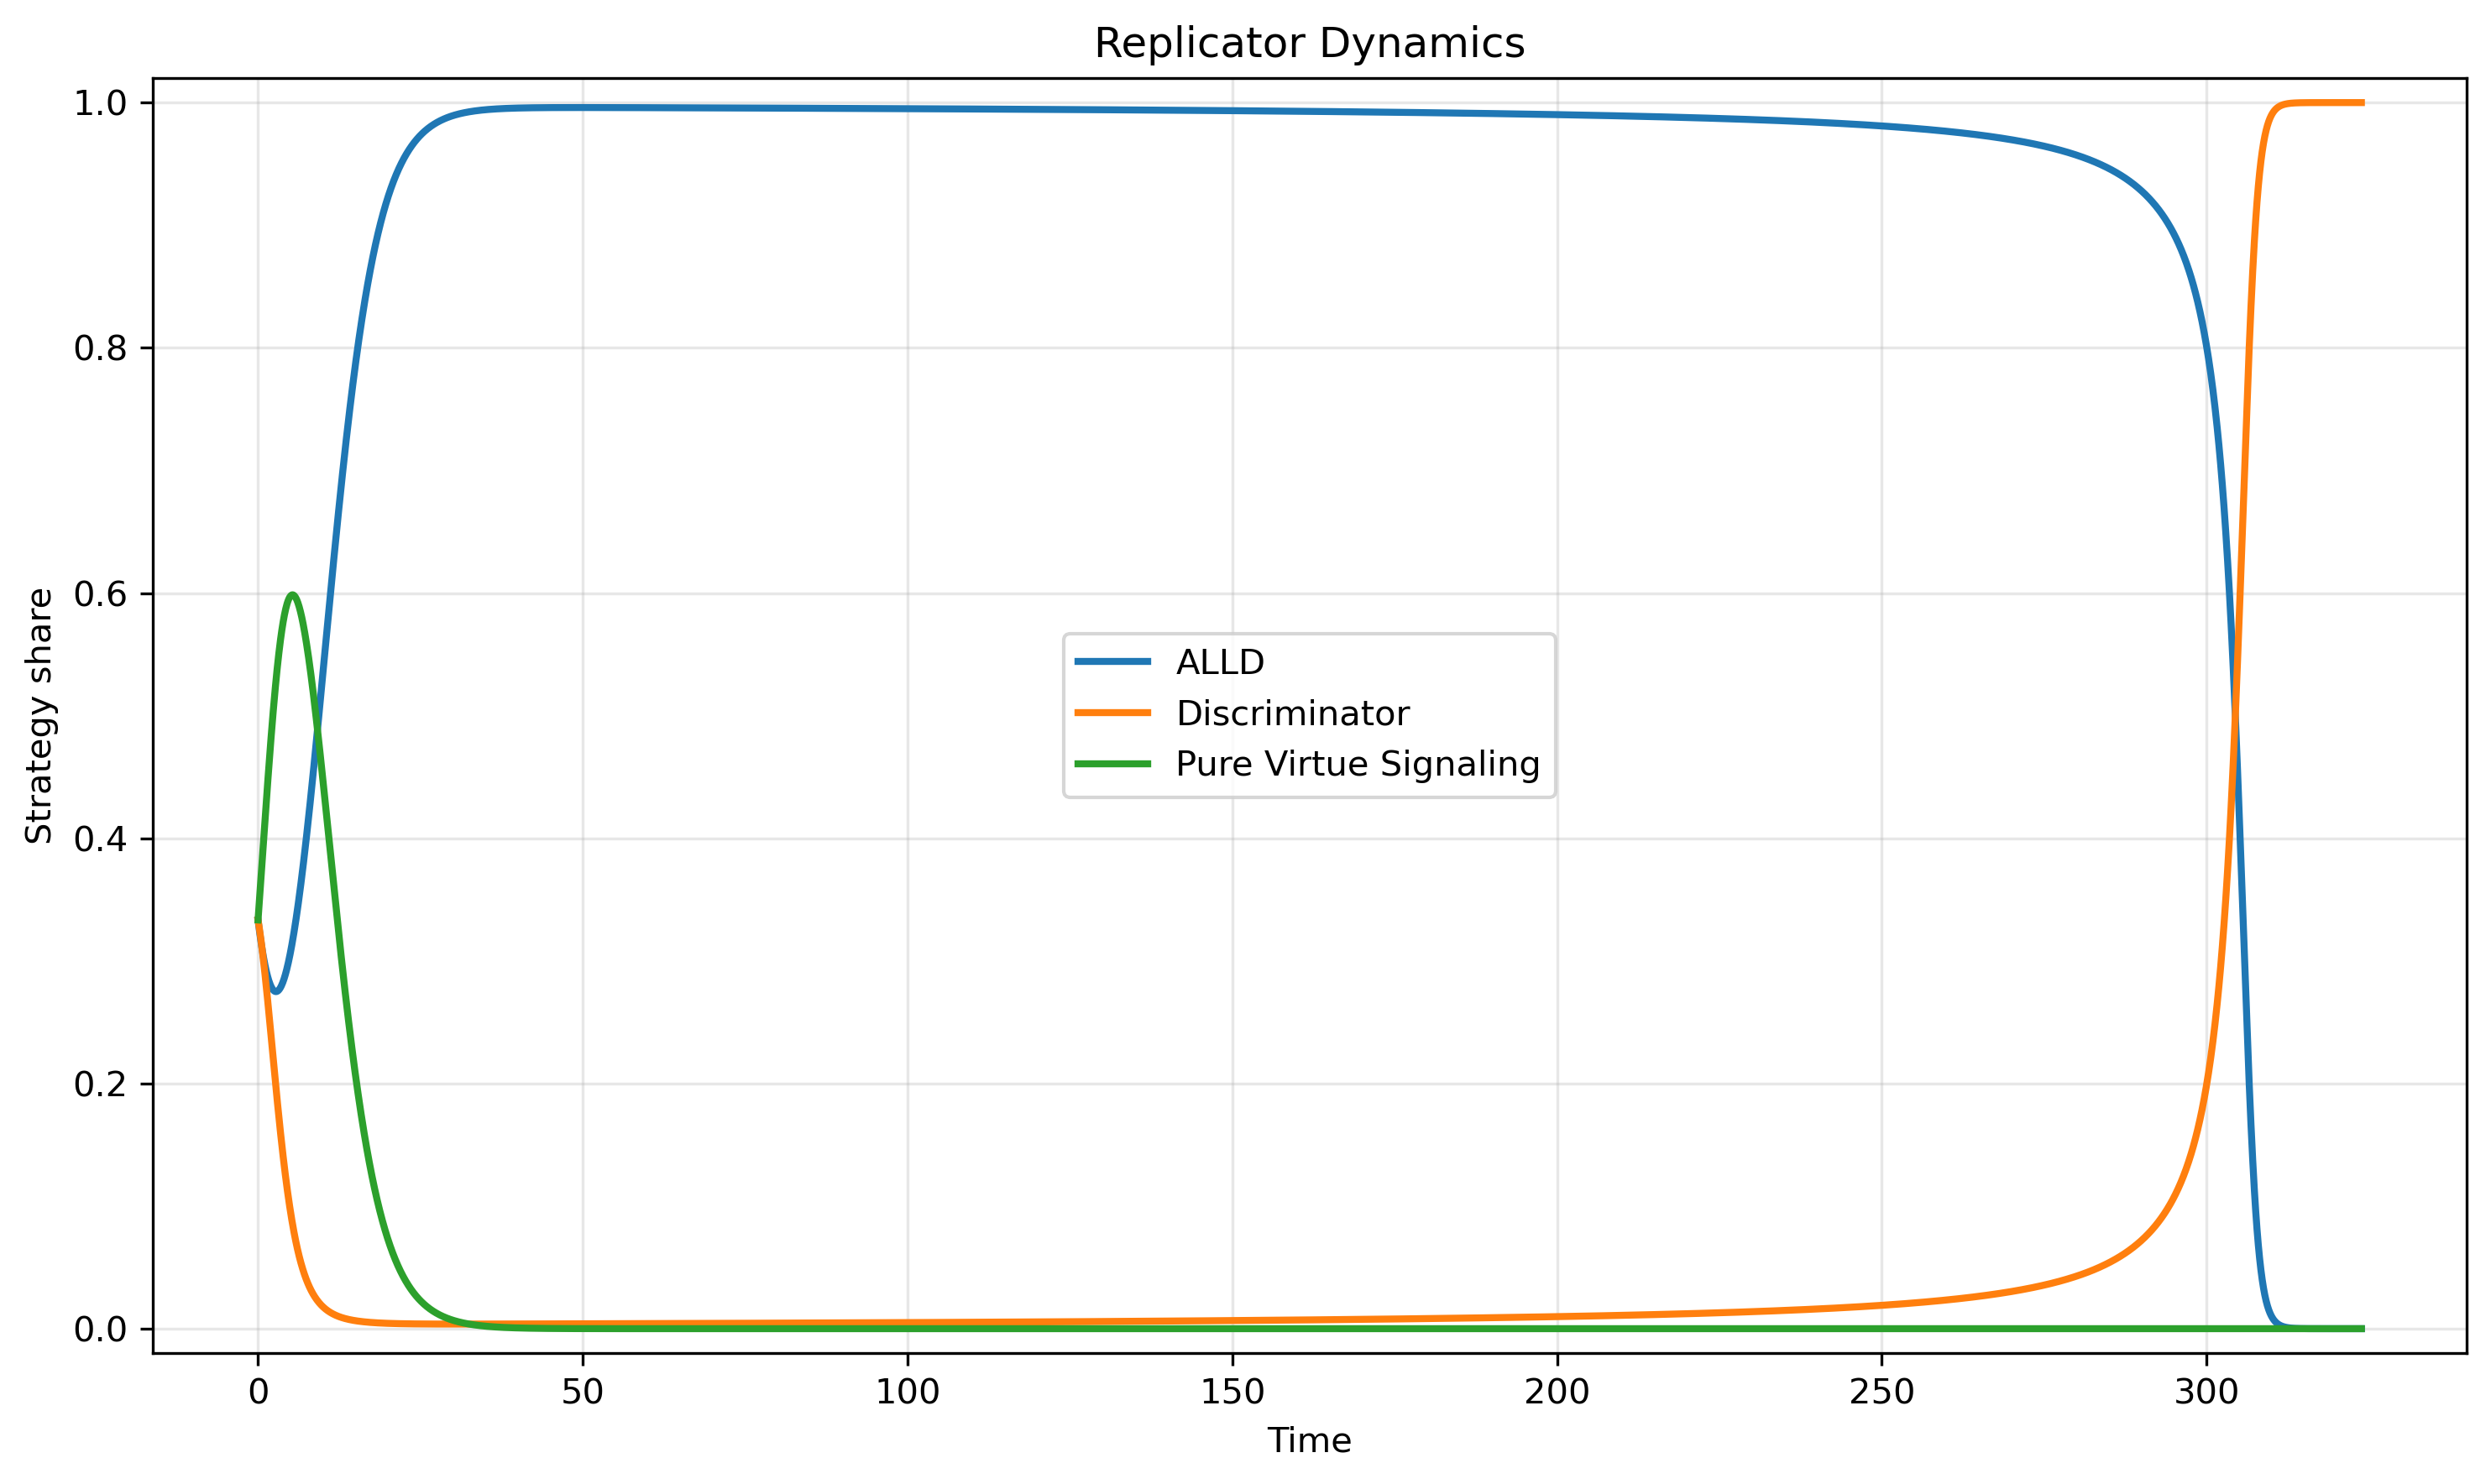 Replicator Dynamics
1.0
0.8
0.6
0.4
0.2
0.0
Strategy share
ALLD
Discriminator
Pure Virtue Signaling
0 50 100 150 200 250 300
Time